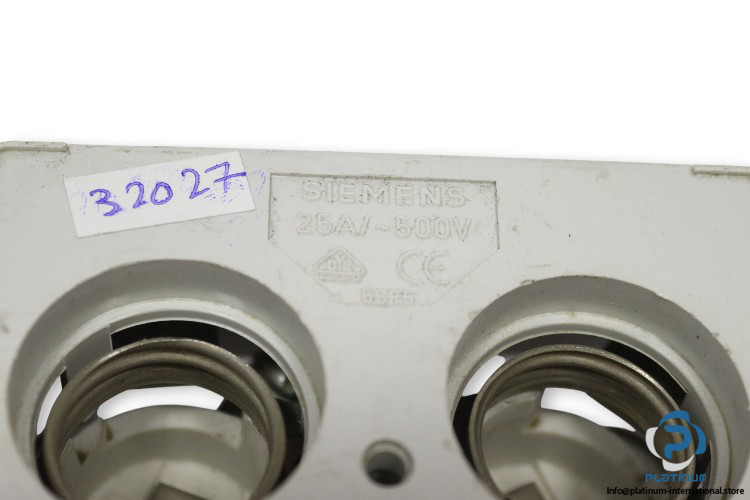 32027
SIEMENS
25A/~500V
CE
PLATINUM
Info@platinum-international.store